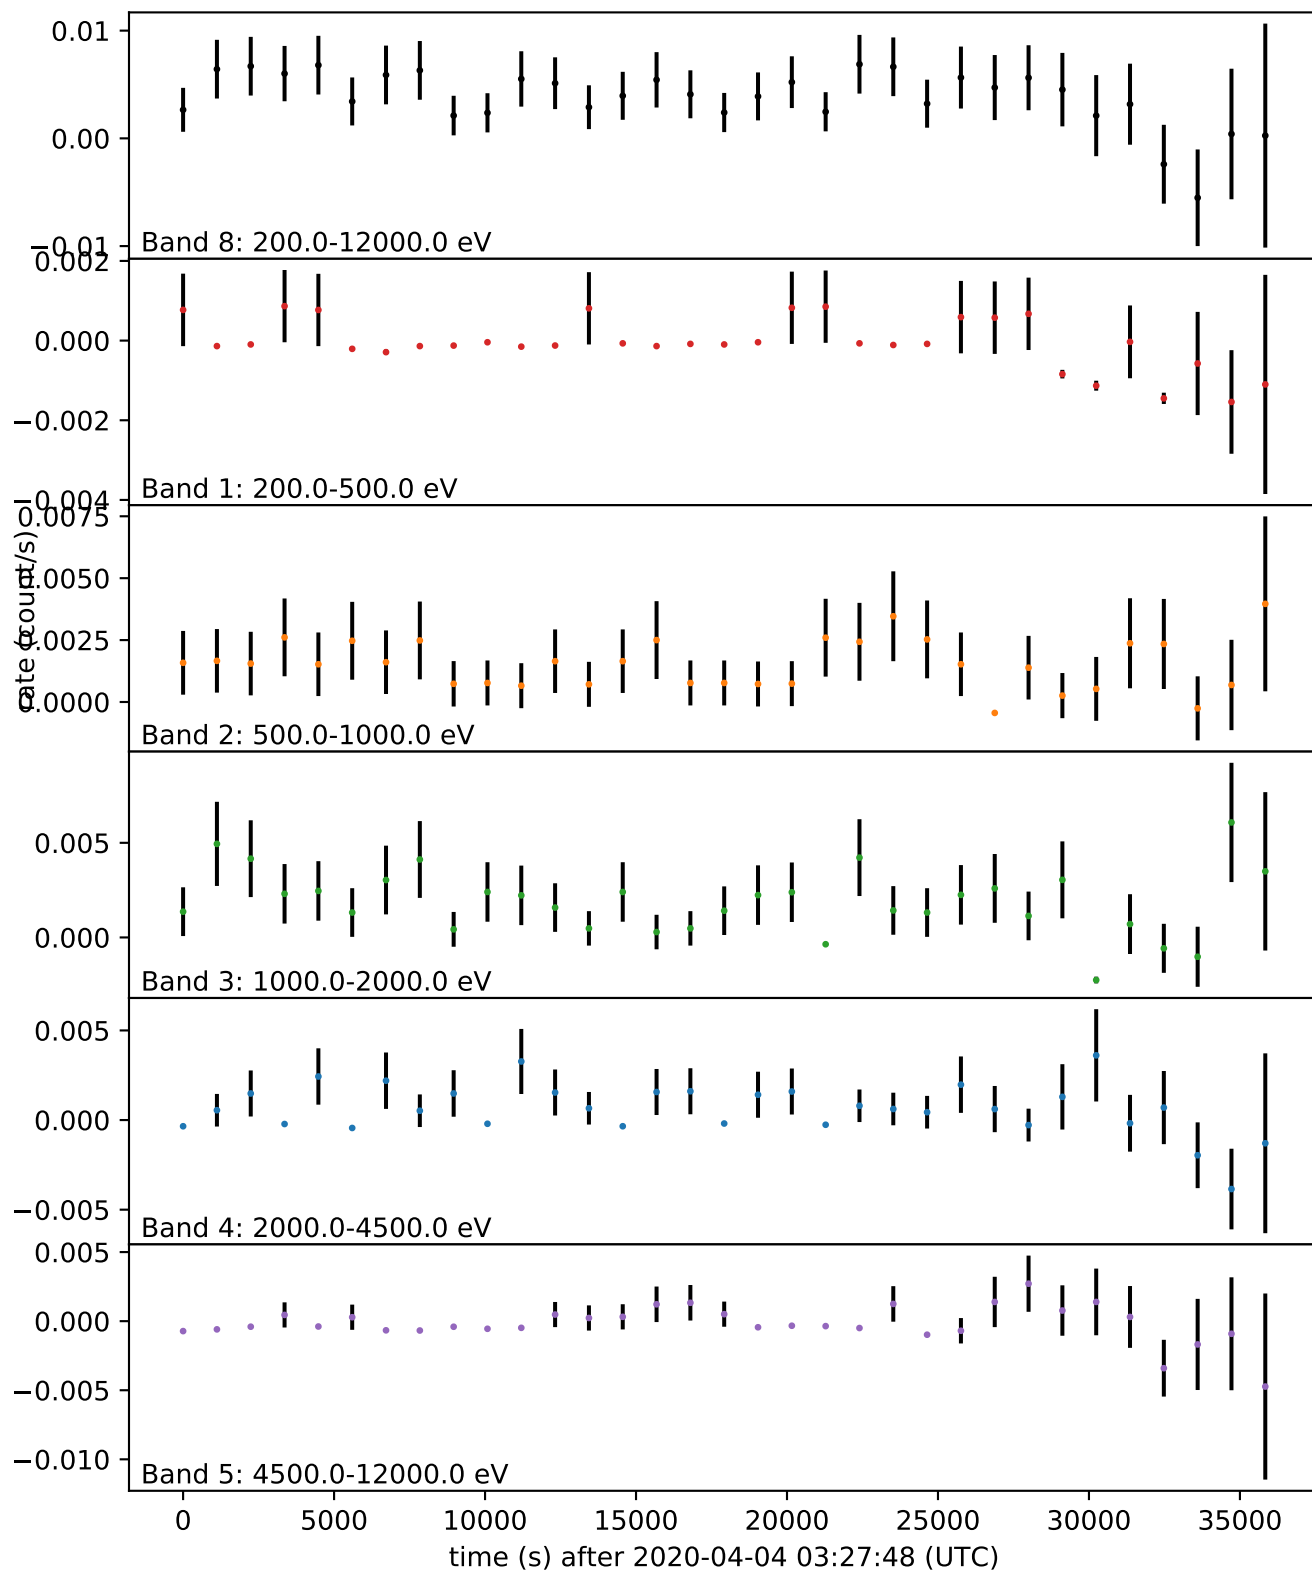 0.01
0.00
−0.01
Band 8: 200.0-12000.0 eV
0.002
0.000
−0.002
−0.004
Band 1: 200.0-500.0 eV
rate (count/s)
0.0075
0.0050
0.0025
0.0000
Band 2: 500.0-1000.0 eV
0.005
0.000
Band 3: 1000.0-2000.0 eV
0.005
0.000
−0.005
Band 4: 2000.0-4500.0 eV
0.005
0.000
−0.005
−0.010
Band 5: 4500.0-12000.0 eV
0 5000 10000 15000 20000 25000 30000 35000
time (s) after 2020-04-04 03:27:48 (UTC)